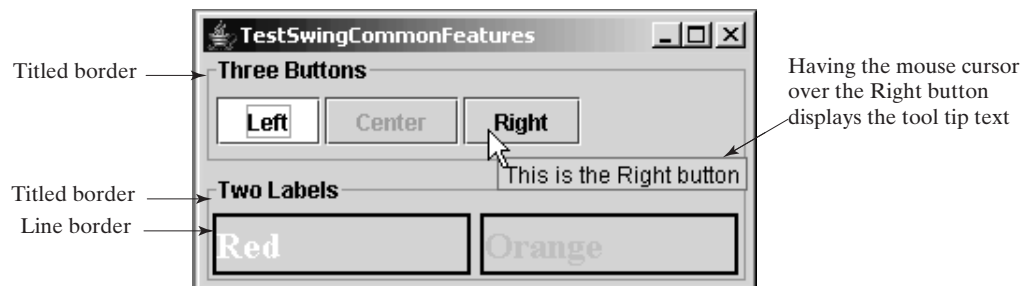 TestSwingCommonFeatures
Titled border
Three Buttons
Left
Center
Right
Having the mouse cursor
over the Right button
displays the tool tip text
This is the Right button
Titled border
Two Labels
Line border
Red
Orange